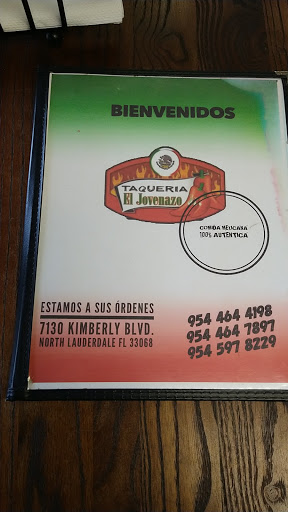 BIENVENIDOS
TAQUERIA
El Jovenazo
COMIDA MEXICANA
100% AUTENTICA
ESTAMOS A SUS ÓRDENES
7130 KIMBERLY BLVD.
NORTH LAUDERDALE FL 33068
954 464 4198
954 464 7897
954 597 8229